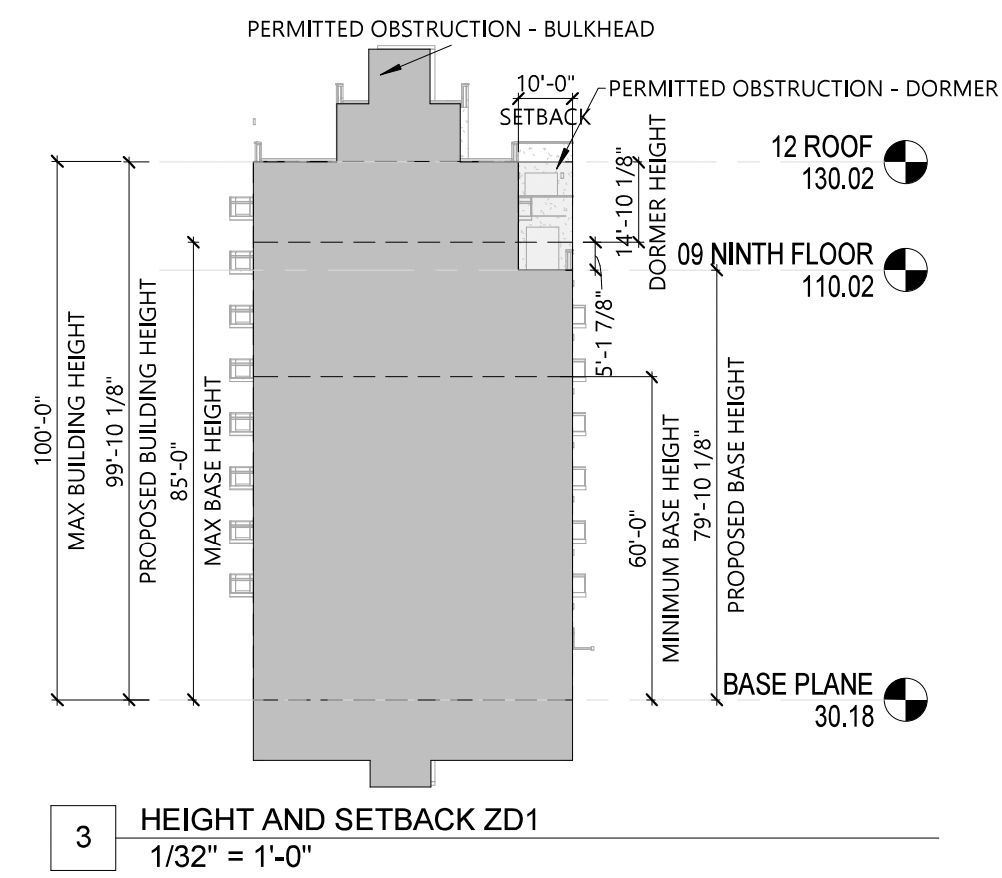 PERMITTED OBSTRUCTION - BULKHEAD
10'-0"
SETBACK
PERMITTED OBSTRUCTION - DORMER
12 ROOF
130.02
14'-10 1/8"
DORMER HEIGHT
09 NINTH FLOOR
110.02
5'-1 7/8"
100'-0"
MAX BUILDING HEIGHT
99'-10 1/8"
PROPOSED BUILDING HEIGHT
85'-0"
MAX BASE HEIGHT
60'-0"
MINIMUM BASE HEIGHT
79'-10 1/8"
PROPOSED BASE HEIGHT
BASE PLANE
30.18
3
HEIGHT AND SETBACK ZD1
1/32" = 1'-0"